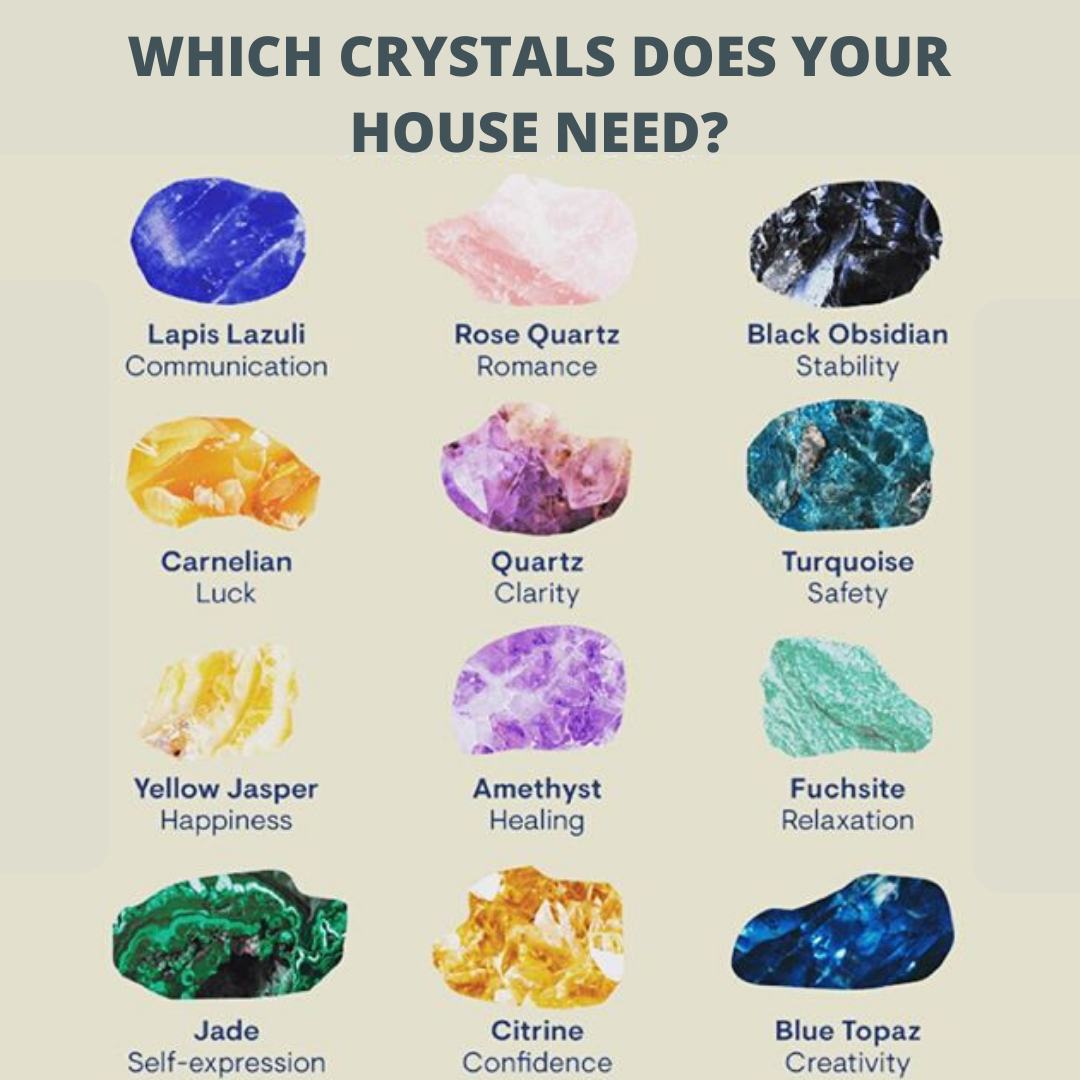 WHICH CRYSTALS DOES YOUR
HOUSE NEED?
Lapis Lazuli
Communication
Rose Quartz
Romance
Black Obsidian
Stability
Carnelian
Luck
Quartz
Clarity
Turquoise
Safety
Yellow Jasper
Happiness
Amethyst
Healing
Fuchsite
Relaxation
Jade
Self-expression
Citrine
Confidence
Blue Topaz
Creativity